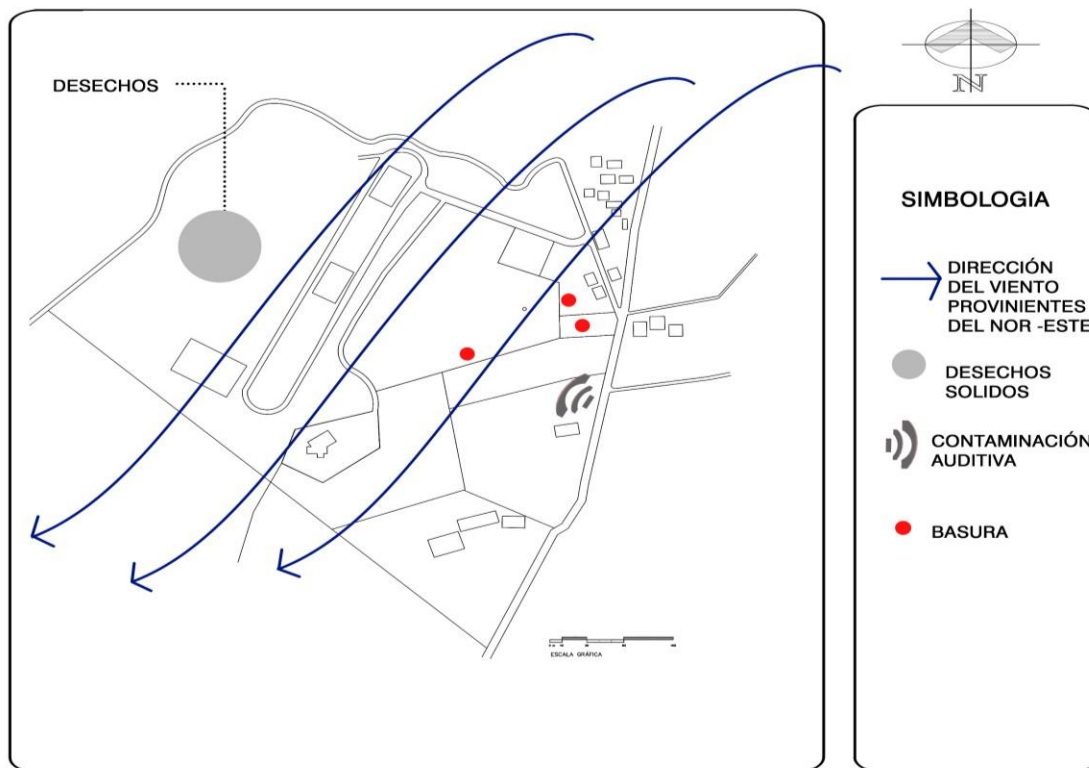 DESECHOS
N
SIMBOLOGIA
DIRECCIÓN
DEL VIENTO
PROVINIENTES
DEL NOR -ESTE
DESECHOS
SOLIDOS
CONTAMINACIÓN
AUDITIVA
BASURA
ESCALA GRÁFICA